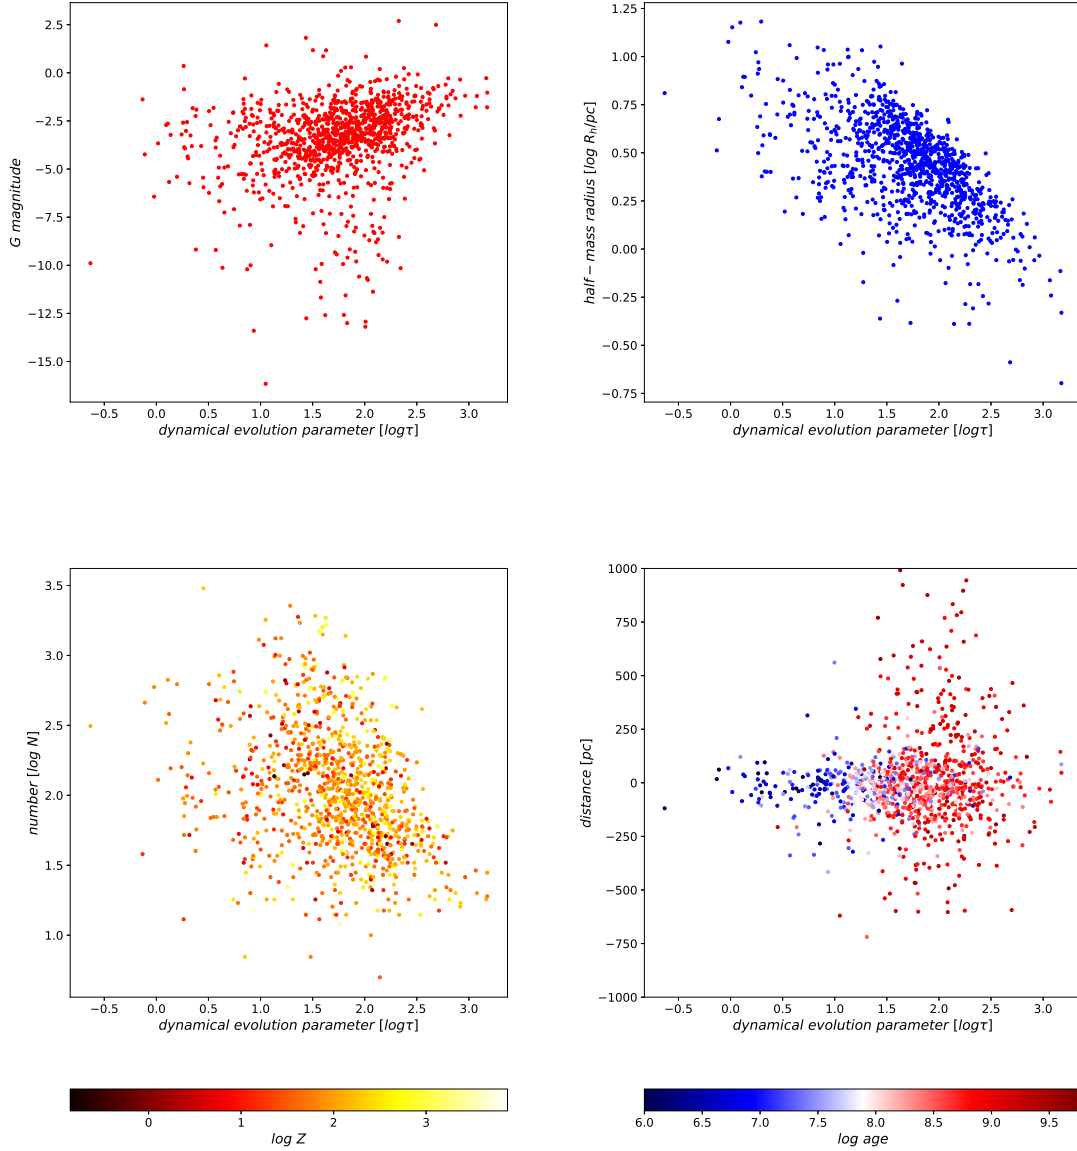 2.5
0.0
−2.5
−5.0
−7.5
−10.0
−12.5
−15.0
G magnitude
−0.5 0.0 0.5 1.0 1.5 2.0 2.5 3.0
dynamical evolution parameter [logτ]
1.25
1.00
0.75
0.50
0.25
0.00
−0.25
−0.50
−0.75
half − mass radius [log Rₕ/pc]
−0.5 0.0 0.5 1.0 1.5 2.0 2.5 3.0
dynamical evolution parameter [logτ]
3.5
3.0
2.5
2.0
1.5
1.0
number [log N]
−0.5 0.0 0.5 1.0 1.5 2.0 2.5 3.0
dynamical evolution parameter [logτ]
1000
750
500
250
0
−250
−500
−750
−1000
distance [pc]
−0.5 0.0 0.5 1.0 1.5 2.0 2.5 3.0
dynamical evolution parameter [logτ]
0 1 2 3
log Z
6.0 6.5 7.0 7.5 8.0 8.5 9.0 9.5
log age